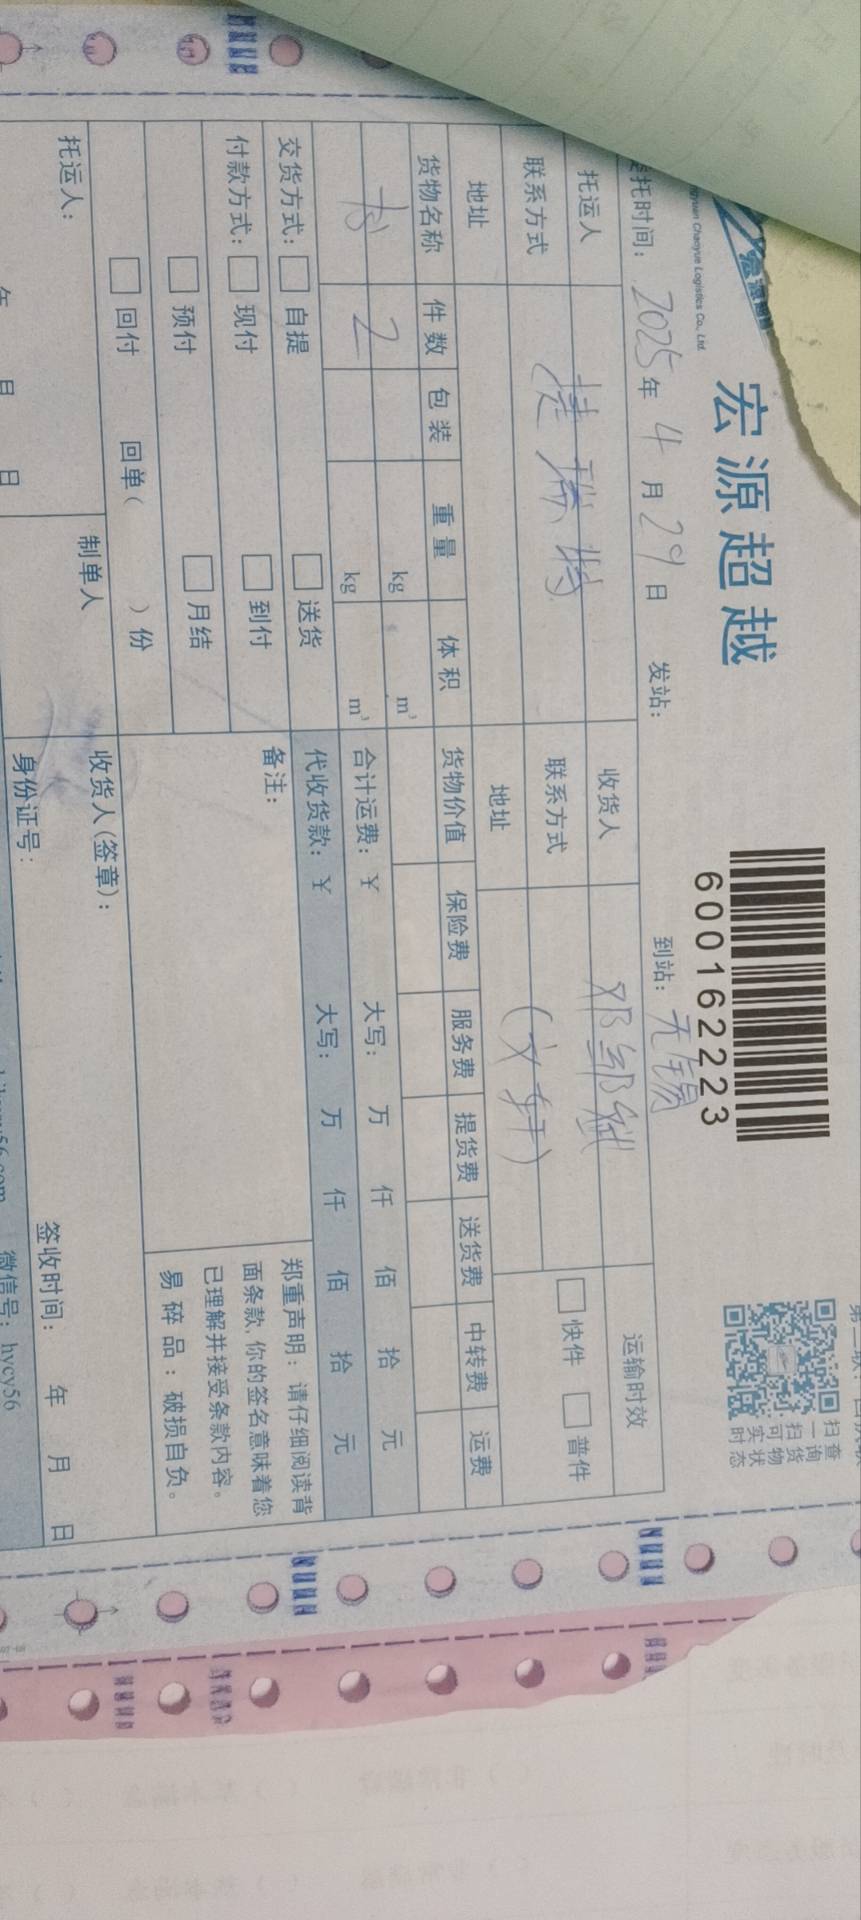 宏源超越
gyuan Chaoyue Logistics Co., Ltd.
6001622223
扫一扫 查询货物实时状态 可
托时间: 2025年4月29日 发站: 到站: 无锡
托运人 捷瑞特 收货人 运输时效
联系方式 联系方式 □快件 □普件
地址 地址
货物名称 件数 包装 重量 体积 货物价值 保险费 服务费 提货费 送货费 中转费 运费
2 kg m³
kg m³ 合计运费: ¥ 大写: 万 仟 佰 拾 元
交货方式: □自提 □送货 代收货款: ¥ 大写: 万 仟 佰 拾 元
付款方式: □现付 □到付 备注:
□预付 □月结
□回付 回单( )份
郑重声明:请仔细阅读背
面条款,你的签名意味着您
已理解并接受条款内容。
易碎品:破损自负。
托运人: 制单人 收货人(签章):
年 日 日 身份证号: 签收时间: 年 月 日
微信号: hycy56